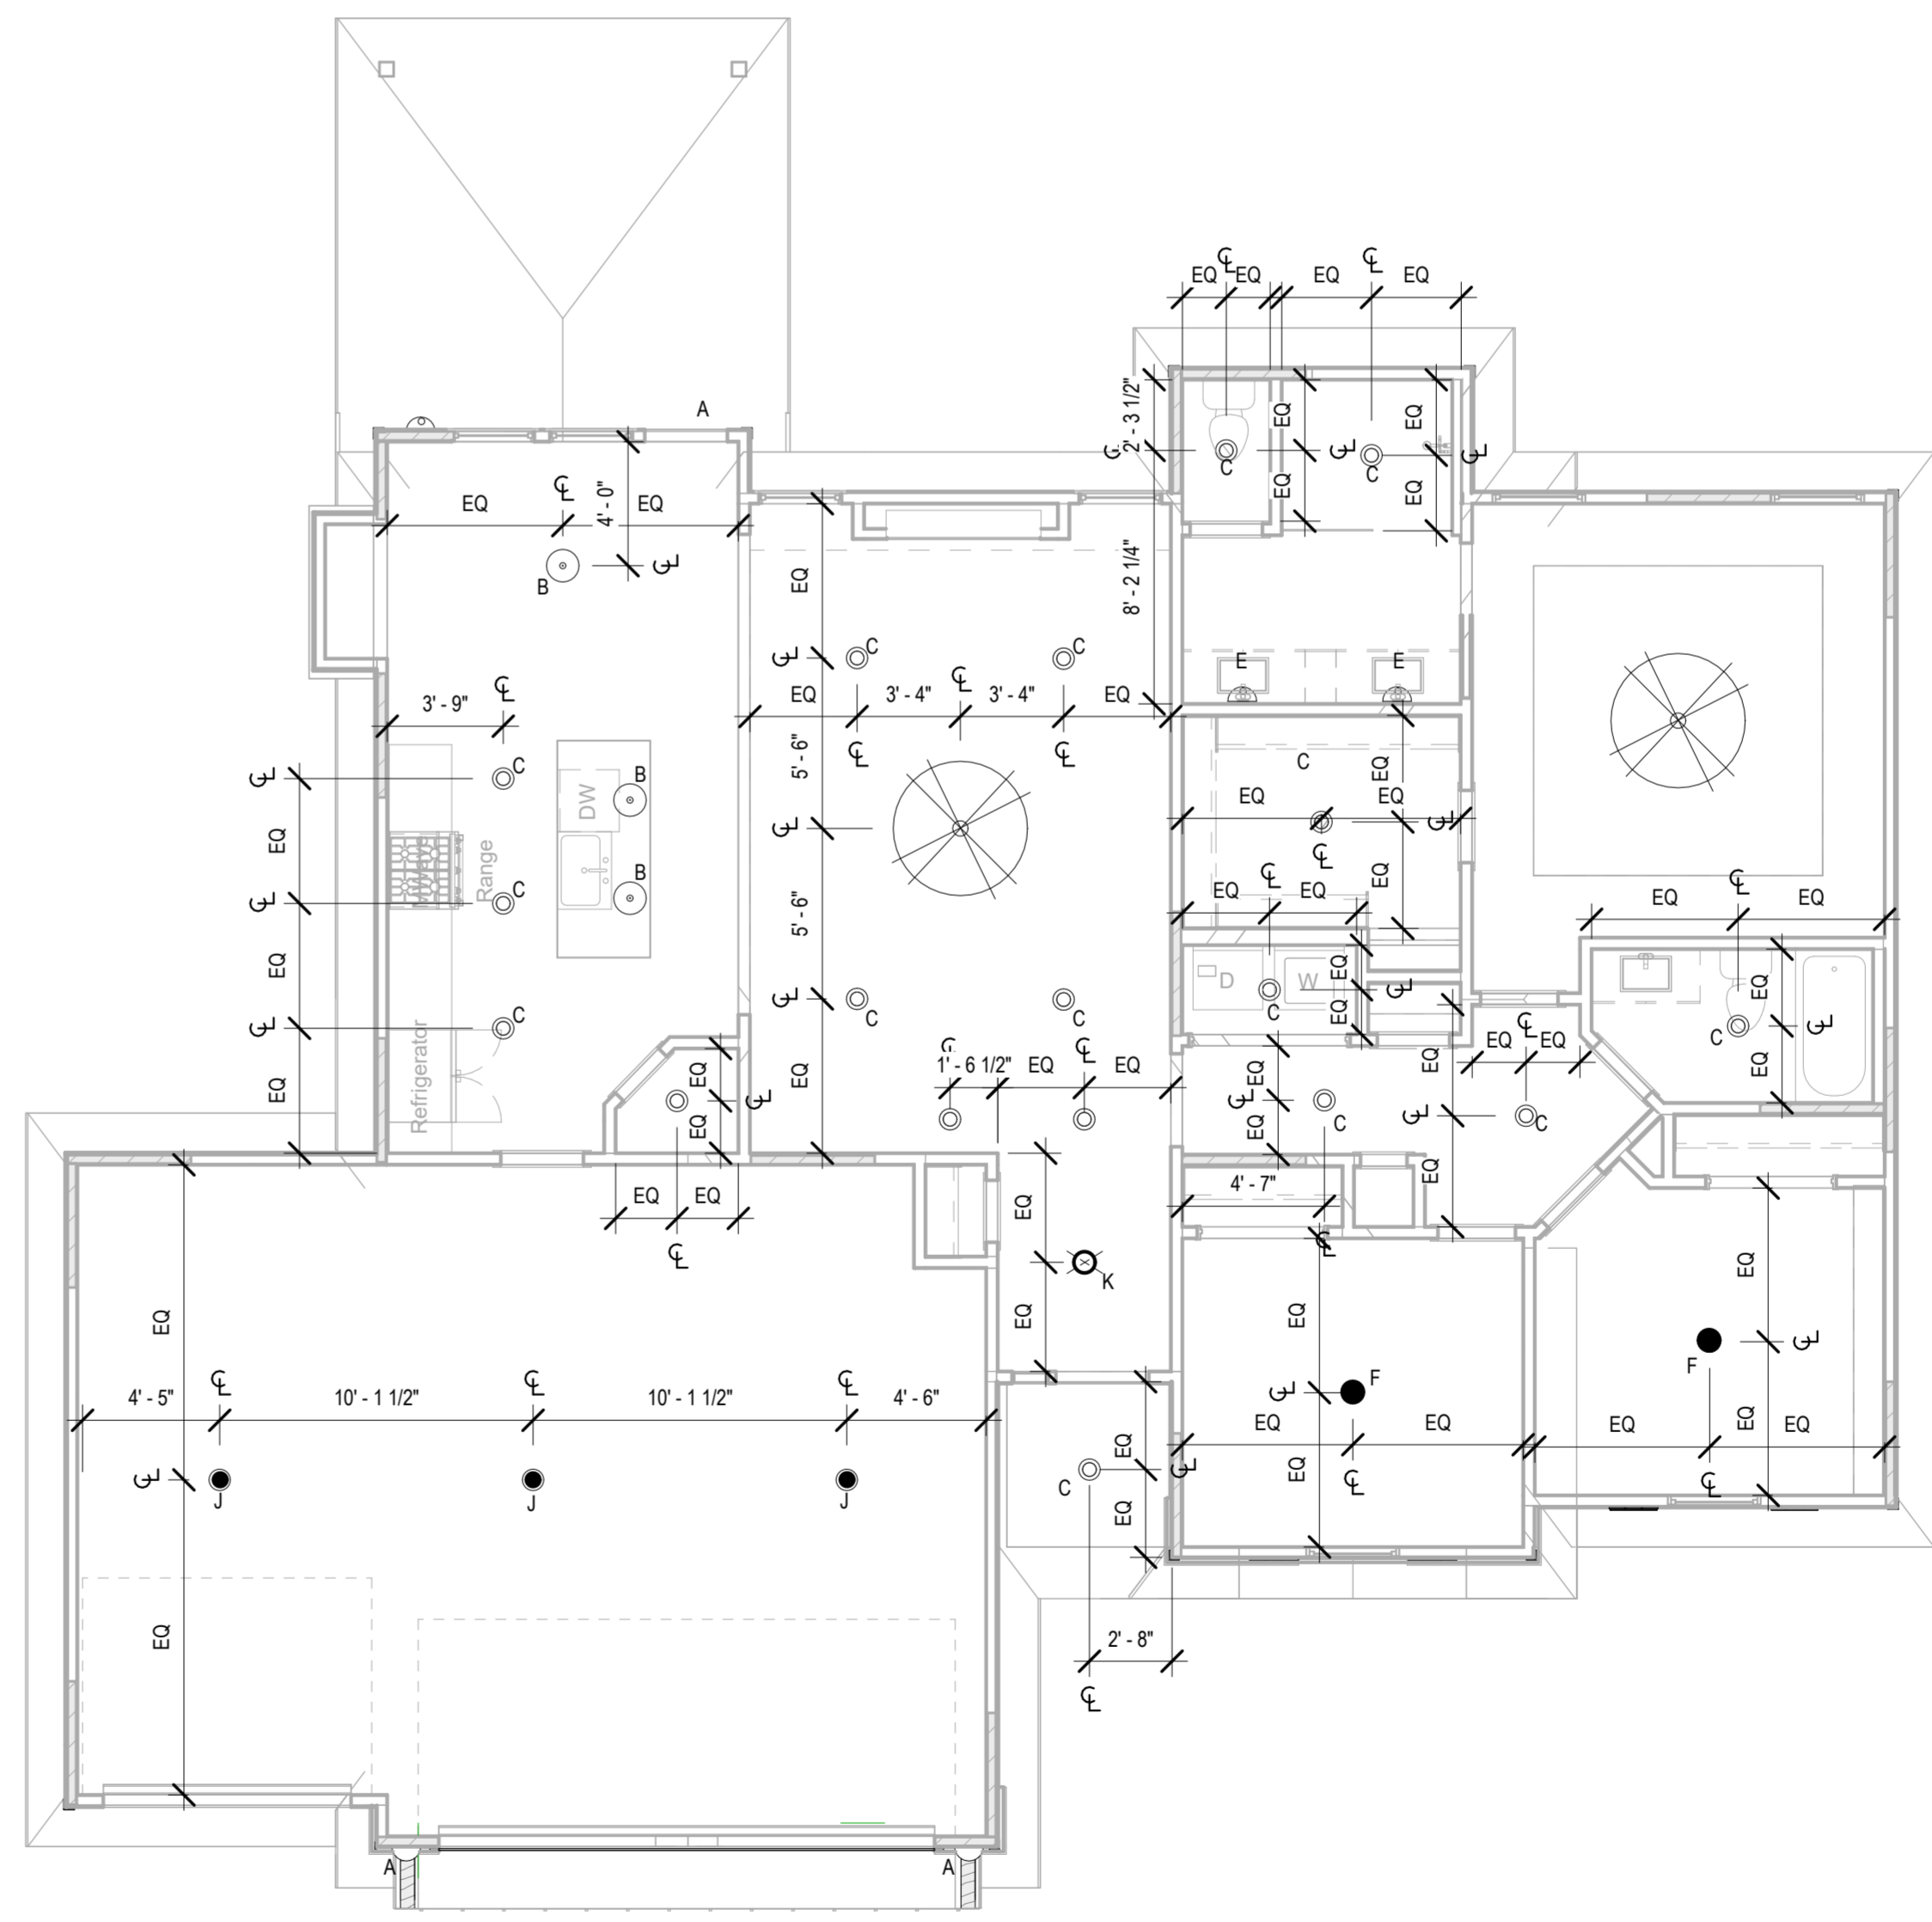 ℄ ℄
EQ EQ EQ EQ
2' - 3 1/2"
A
EQ EQ
℄ ℄ ℄
EQ ℄ EQ
4' - 0"
C C
EQ EQ
℄
B
EQ
8' - 2 1/4"
℄ C C
E E
3' - 9" ℄
EQ 3' - 4" ℄ 3' - 4" EQ
℄ ℄
5' - 6"
℄ C
B
DW
C
EQ
EQ EQ
℄
℄
℄
EQ
Range
B
℄ C
5' - 6"
EQ
EQ ℄ EQ
EQ ℄ EQ
EQ
D W
EQ
℄
C
EQ
℄ C C
EQ
C ℄
EQ
℄ C
Refrigerator
EQ
℄ ℄
1' - 6 1/2" EQ EQ
EQ
EQ ℄ EQ
EQ
EQ
℄
EQ
EQ
℄ C
℄ C
EQ
EQ
4' - 7"
EQ EQ
℄
EQ
K
℄
EQ
EQ
EQ
EQ
EQ
℄
F
F
℄ ℄ ℄
4' - 5" 10' - 1 1/2" 10' - 1 1/2" 4' - 6"
℄
EQ EQ
EQ EQ
EQ
℄
J J J
EQ
C ℄
EQ
℄ ℄
EQ
EQ
2' - 8"
℄
A A